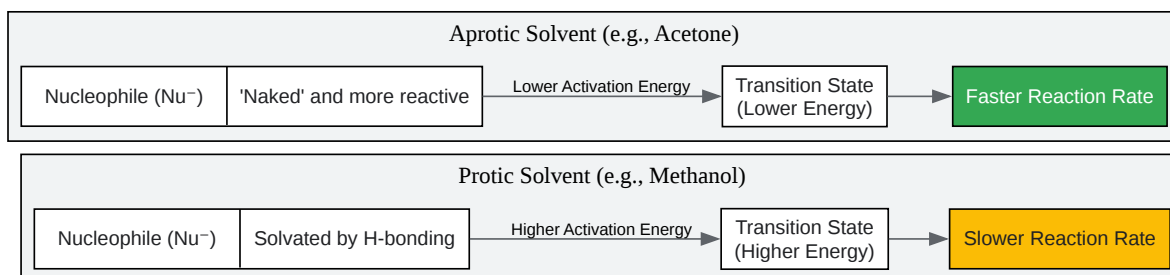 Aprotic Solvent (e.g., Acetone)
Nucleophile (Nu⁻)
'Naked' and more reactive
Lower Activation Energy
Transition State
(Lower Energy)
Faster Reaction Rate
Protic Solvent (e.g., Methanol)
Nucleophile (Nu⁻)
Solvated by H-bonding
Higher Activation Energy
Transition State
(Higher Energy)
Slower Reaction Rate